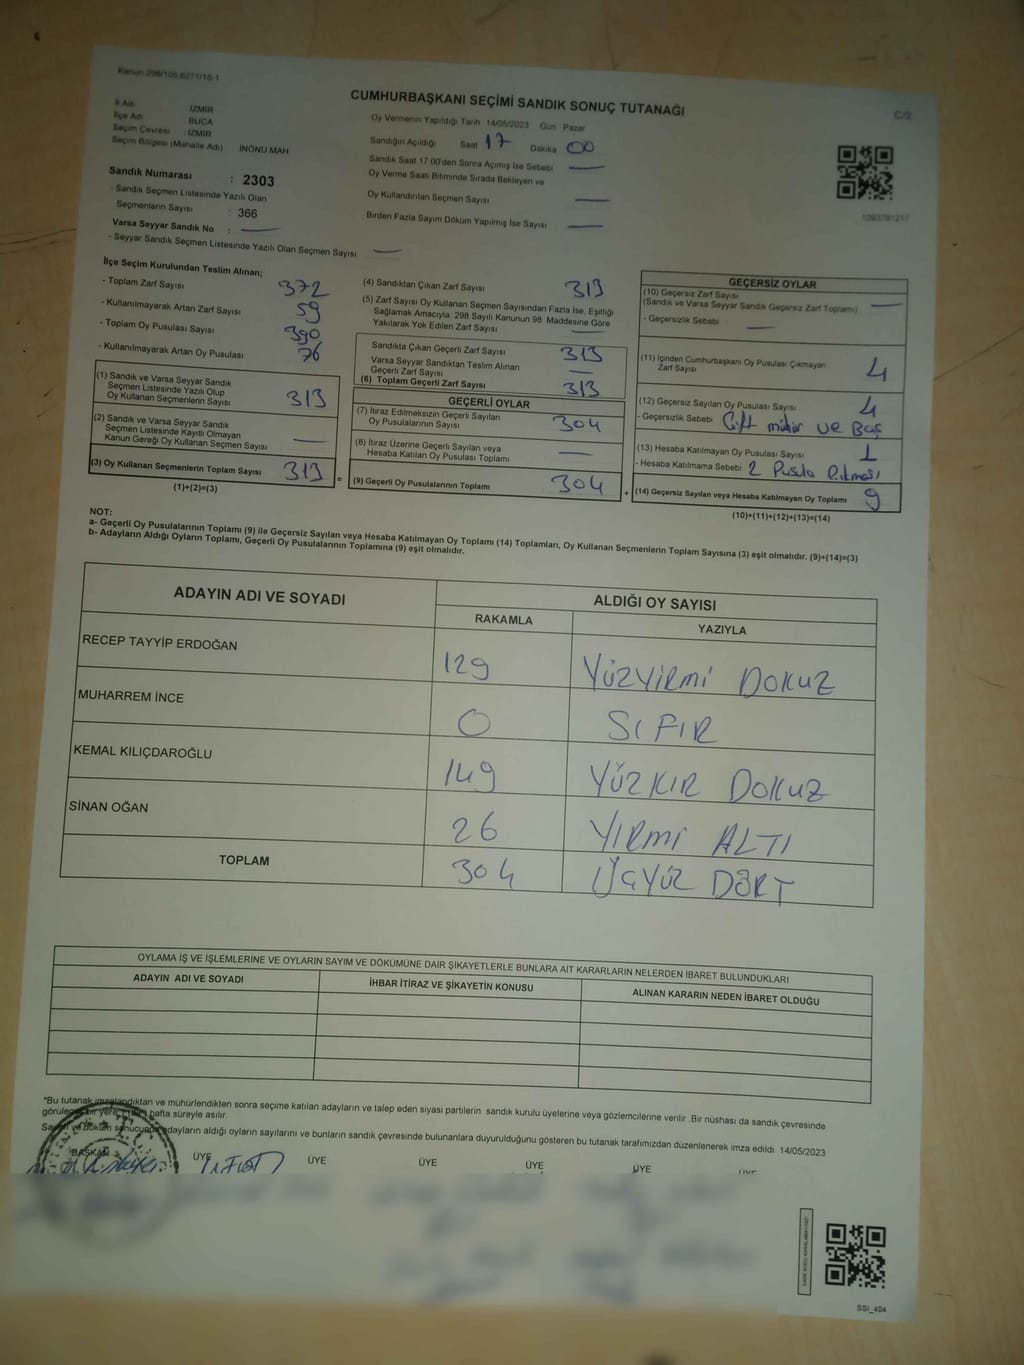 Kanun:298/105.6271/18-1
CUMHURBAŞKANI SEÇİMİ SANDIK SONUÇ TUTANAĞI
C/2
İl Adı İZMİR
İlçe Adı BUCA
Seçim Çevresi : İZMİR
Seçim Bölgesi (Mahalle Adı) İNÖNÜ MAH
Sandık Numarası : 2303
- Sandık Seçmen Listesinde Yazılı Olan
Seçmenlerin Sayısı : 366
Varsa Seyyar Sandık No : —
- Seyyar Sandık Seçmen Listesinde Yazılı Olan Seçmen Sayısı —
Oy Vermenin Yapıldığı Tarih 14/05/2023 Gün Pazar
Sandığın Açıldığı Saat 17 Dakika 00
Sandık Saat 17:00'den Sonra Açılmış İse Sebebi —
Oy Verme Saati Bitiminde Sırada Bekleyen ve
Oy Kullandırılan Seçmen Sayısı —
Birden Fazla Sayım Döküm Yapılmış İse Sayısı —
1093791217
İlçe Seçim Kurulundan Teslim Alınan;
- Toplam Zarf Sayısı 372
- Kullanılmayarak Artan Zarf Sayısı 59
- Toplam Oy Pusulası Sayısı 390
- Kullanılmayarak Artan Oy Pusulası 76
(1) Sandık ve Varsa Seyyar Sandık
Seçmen Listesinde Yazılı Olup
Oy Kullanan Seçmenlerin Sayısı 313
(2) Sandık ve Varsa Seyyar Sandık
Seçmen Listesinde Kayıtlı Olmayan
Kanun Gereği Oy Kullanan Seçmen Sayısı —
(3) Oy Kullanan Seçmenlerin Toplam Sayısı 313
(1)+(2)=(3)
(4) Sandıktan Çıkan Zarf Sayısı 313
(5) Zarf Sayısı Oy Kullanan Seçmen Sayısından Fazla İse, Eşitliği
Sağlamak Amacıyla, 298 Sayılı Kanunun 98. Maddesine Göre
Yakılarak Yok Edilen Zarf Sayısı —
Sandıkta Çıkan Geçerli Zarf Sayısı 313
Varsa Seyyar Sandıktan Teslim Alınan
Geçerli Zarf Sayısı —
(6) Toplam Geçerli Zarf Sayısı 313
GEÇERLİ OYLAR
(7) İtiraz Edilmeksizin Geçerli Sayılan
Oy Pusulalarının Sayısı 304
(8) İtiraz Üzerine Geçerli Sayılan veya
Hesaba Katılan Oy Pusulası Toplamı —
= (9) Geçerli Oy Pusulalarının Toplamı 304
GEÇERSİZ OYLAR
(10) Geçersiz Zarf Sayısı
(Sandık ve Varsa Seyyar Sandık Geçersiz Zarf Toplamı) —
- Geçersizlik Sebebi —
(11) İçinden Cumhurbaşkanı Oy Pusulası Çıkmayan
Zarf Sayısı 4
(12) Geçersiz Sayılan Oy Pusulası Sayısı 4
- Geçersizlik Sebebi Çift mühür ve Boş
(13) Hesaba Katılmayan Oy Pusulası Sayısı 1
- Hesaba Katılmama Sebebi 2 Pusula Çıkması
+ (14) Geçersiz Sayılan veya Hesaba Katılmayan Oy Toplamı 9
(10)+(11)+(12)+(13)=(14)
NOT:
a- Geçerli Oy Pusulalarının Toplamı (9) ile Geçersiz Sayılan veya Hesaba Katılmayan Oy Toplamı (14) Toplamları, Oy Kullanan Seçmenlerin Toplam Sayısına (3) eşit olmalıdır. (9)+(14)=(3)
b- Adayların Aldığı Oyların Toplamı, Geçerli Oy Pusulalarının Toplamına (9) eşit olmalıdır.
ADAYIN ADI VE SOYADI ALDIĞI OY SAYISI
RAKAMLA YAZIYLA
RECEP TAYYİP ERDOĞAN 129 YÜZYİRMİ DOKUZ
MUHARREM İNCE 0 SIFIR
KEMAL KILIÇDAROĞLU 149 YÜZKIR DOKUZ
SİNAN OĞAN 26 YIRMI ALTI
TOPLAM 304 ÜÇYÜZ DÖRT
OYLAMA İŞ VE İŞLEMLERİNE VE OYLARIN SAYIM VE DÖKÜMÜNE DAİR ŞİKAYETLERLE BUNLARA AİT KARARLARIN NELERDEN İBARET BULUNDUKLARI
ADAYIN ADI VE SOYADI İHBAR İTİRAZ VE ŞİKAYETİN KONUSU ALINAN KARARIN NEDEN İBARET OLDUĞU
*Bu tutanak imzalandıktan ve mühürlendikten sonra seçime katılan adayların ve talep eden siyasi partilerin sandık kurulu üyelerine veya gözlemcilerine verilir. Bir nüshası da sandık çevresinde
bir yere hafta süreyle asılır
adayların aldığı oyların sayılarını ve bunların sandık çevresinde bulunanlara duyurulduğunu gösteren bu tutanak tarafımızdan düzenlenerek imza edildi. 14/05/2023
BAŞKAN ÜYE ÜYE ÜYE ÜYE ÜYE ÜYE
SSI_404